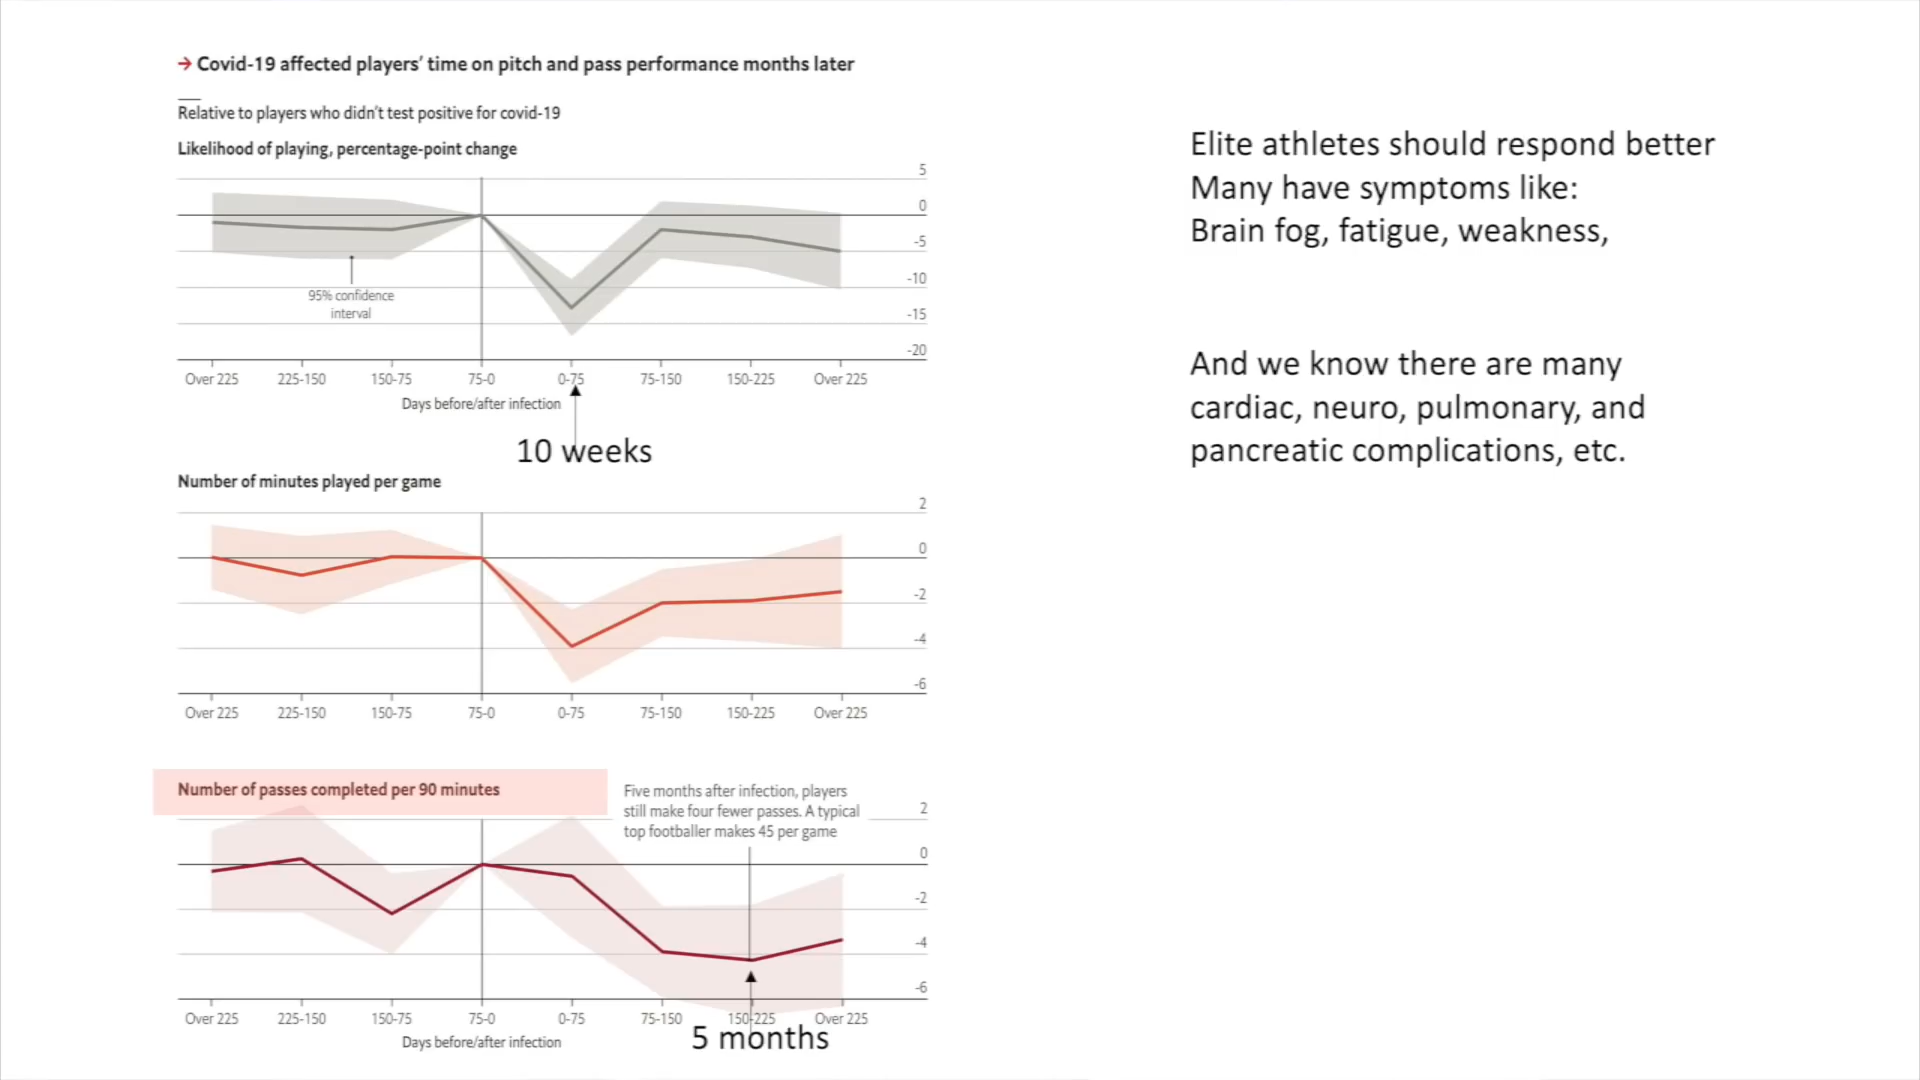 → Covid-19 affected players' time on pitch and pass performance months later
Relative to players who didn't test positive for covid-19
Likelihood of playing, percentage-point change
5
0
-5
-10
-15
-20
95% confidence
interval
Over 225 225-150 150-75 75-0 0-75 75-150 150-225 Over 225
Days before/after infection
10 weeks
Number of minutes played per game
2
0
-2
-4
-6
Over 225 225-150 150-75 75-0 0-75 75-150 150-225 Over 225
Number of passes completed per 90 minutes
Five months after infection, players
still make four fewer passes. A typical
top footballer makes 45 per game
2
0
-2
-4
-6
Over 225 225-150 150-75 75-0 0-75 75-150 150-225 Over 225
Days before/after infection
5 months
Elite athletes should respond better
Many have symptoms like:
Brain fog, fatigue, weakness,
And we know there are many
cardiac, neuro, pulmonary, and
pancreatic complications, etc.